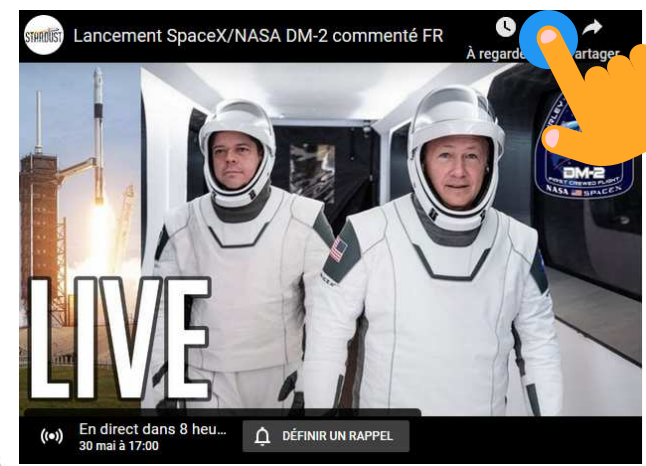 STARDUST
Lancement SpaceX/NASA DM-2 commenté FR
À regarde
artager
DM-2
FIRST CREWED FLIGHT
NASA SPACEX
LIVE
En direct dans 8 heu...
30 mai à 17:00
DÉFINIR UN RAPPEL